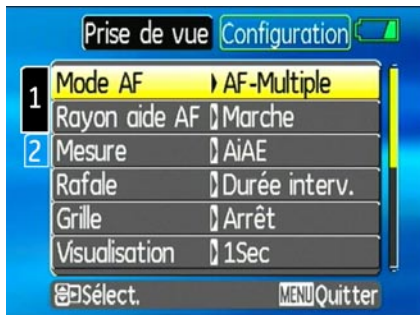 Prise de vue Configuration
1
2
Mode AF AF-Multiple
Rayon aide AF Marche
Mesure AiAE
Rafale Durée interv.
Grille Arrêt
Visualisation 1Sec
Sélect. MENU Quitter